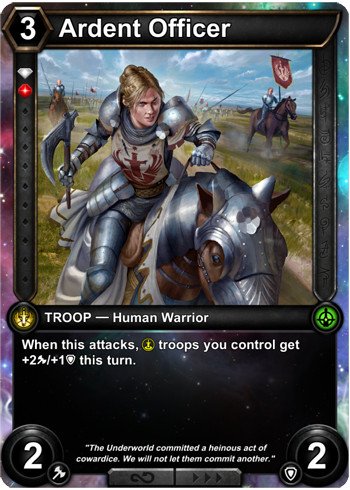 3 Ardent Officer
TROOP — Human Warrior
When this attacks, troops you control get
+2/+1 this turn.
"The Underworld committed a heinous act of
cowardice. We will not let them commit another."
2 2